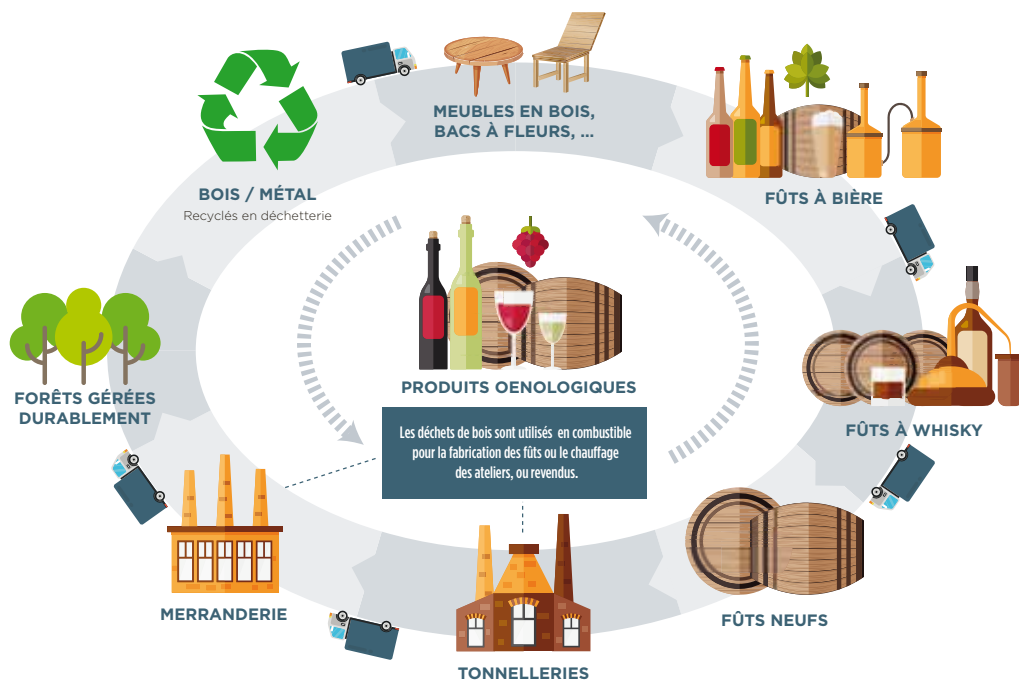 MEUBLES EN BOIS,
BACS À FLEURS, ...
BOIS / MÉTAL
Recyclés en déchetterie
FÛTS À BIÈRE
FORÊTS GÉRÉES
DURABLEMENT
PRODUITS OENOLOGIQUES
Les déchets de bois sont utilisés en combustible
pour la fabrication des fûts ou le chauffage
des ateliers, ou revendus.
FÛTS À WHISKY
MERRANDERIE
FÛTS NEUFS
TONNELLERIES